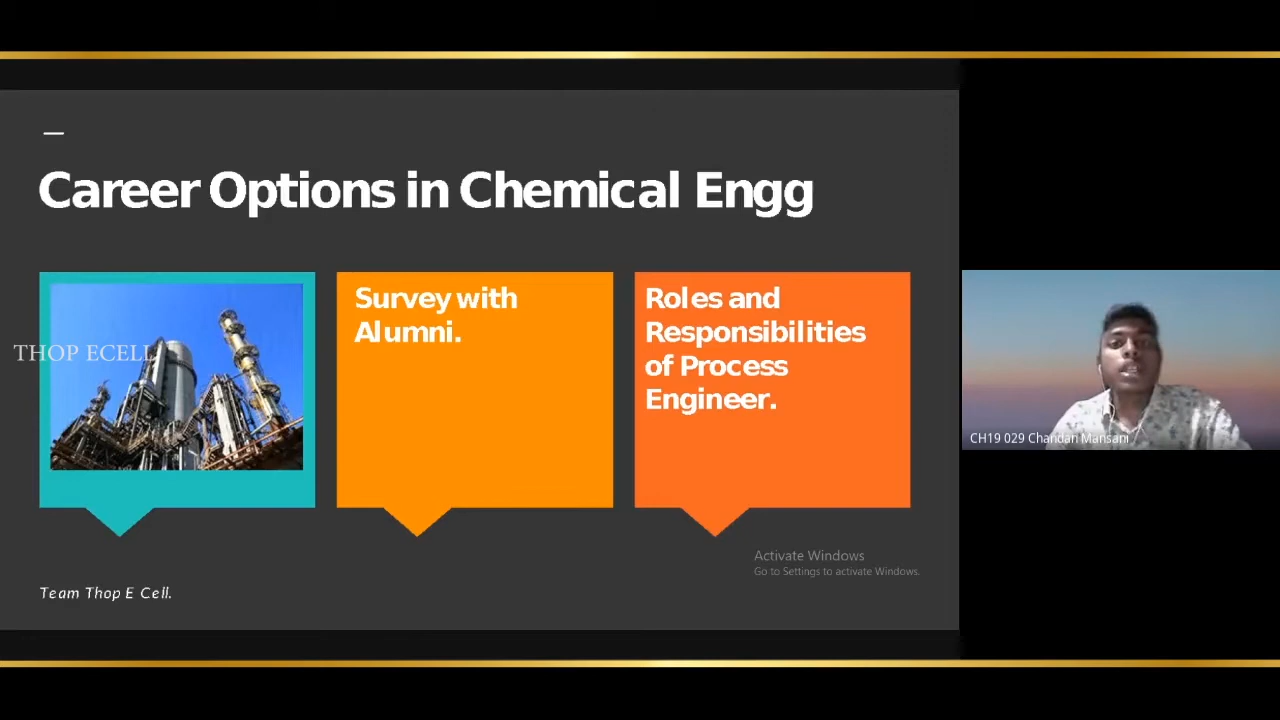 Career Options in Chemical Engg
THOP ECELL
Survey with
Alumni.
Roles and
Responsibilities
of Process
Engineer.
CH19 029 Chandan Mansani
Activate Windows
Go to Settings to activate Windows.
Team Thop E Cell.